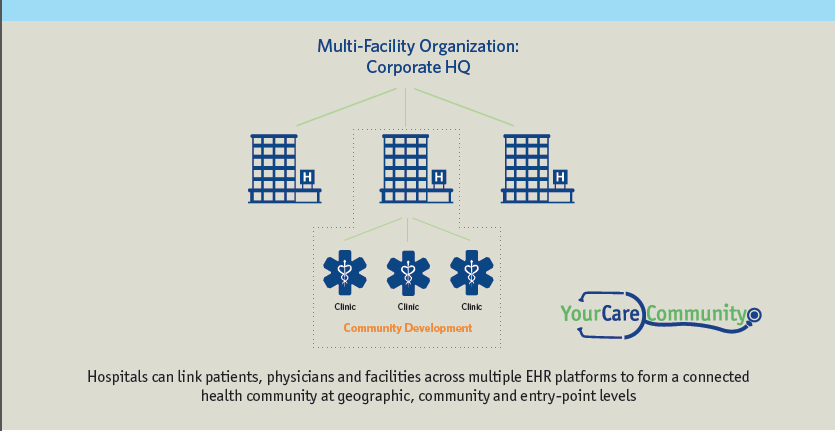 Multi-Facility Organization:
Corporate HQ
H
H
H
Clinic
Clinic
Clinic
Community Development
YourCareCommunity
Hospitals can link patients, physicians and facilities across multiple EHR platforms to form a connected
health community at geographic, community and entry-point levels